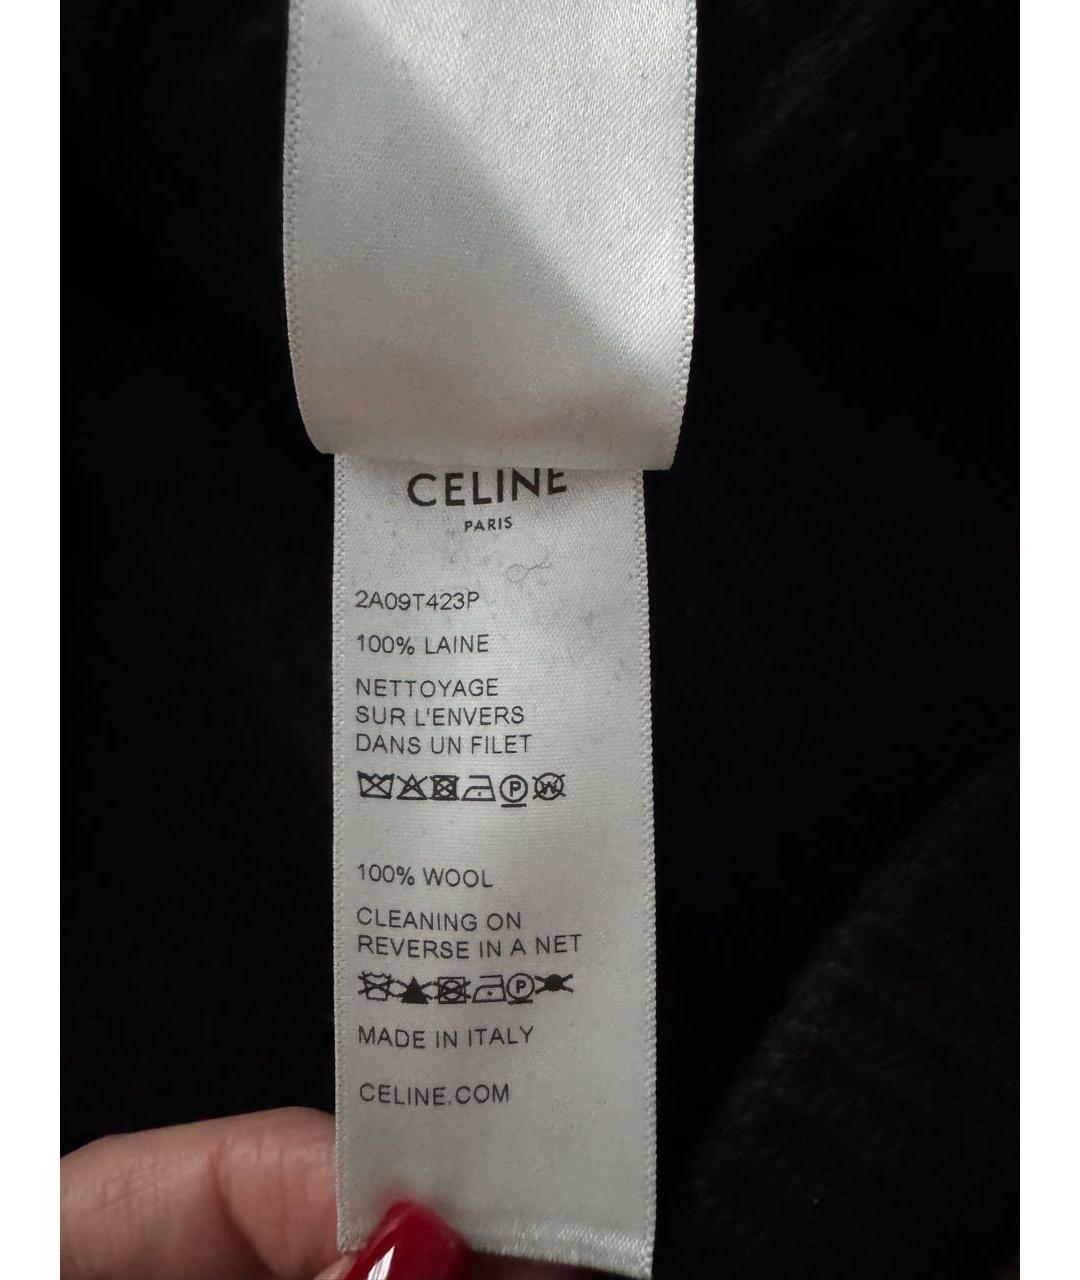 CELINE
PARIS
2A09T423P
100% LAINE
NETTOYAGE
SUR L'ENVERS
DANS UN FILET
P W
100% WOOL
CLEANING ON
REVERSE IN A NET
P
MADE IN ITALY
CELINE.COM